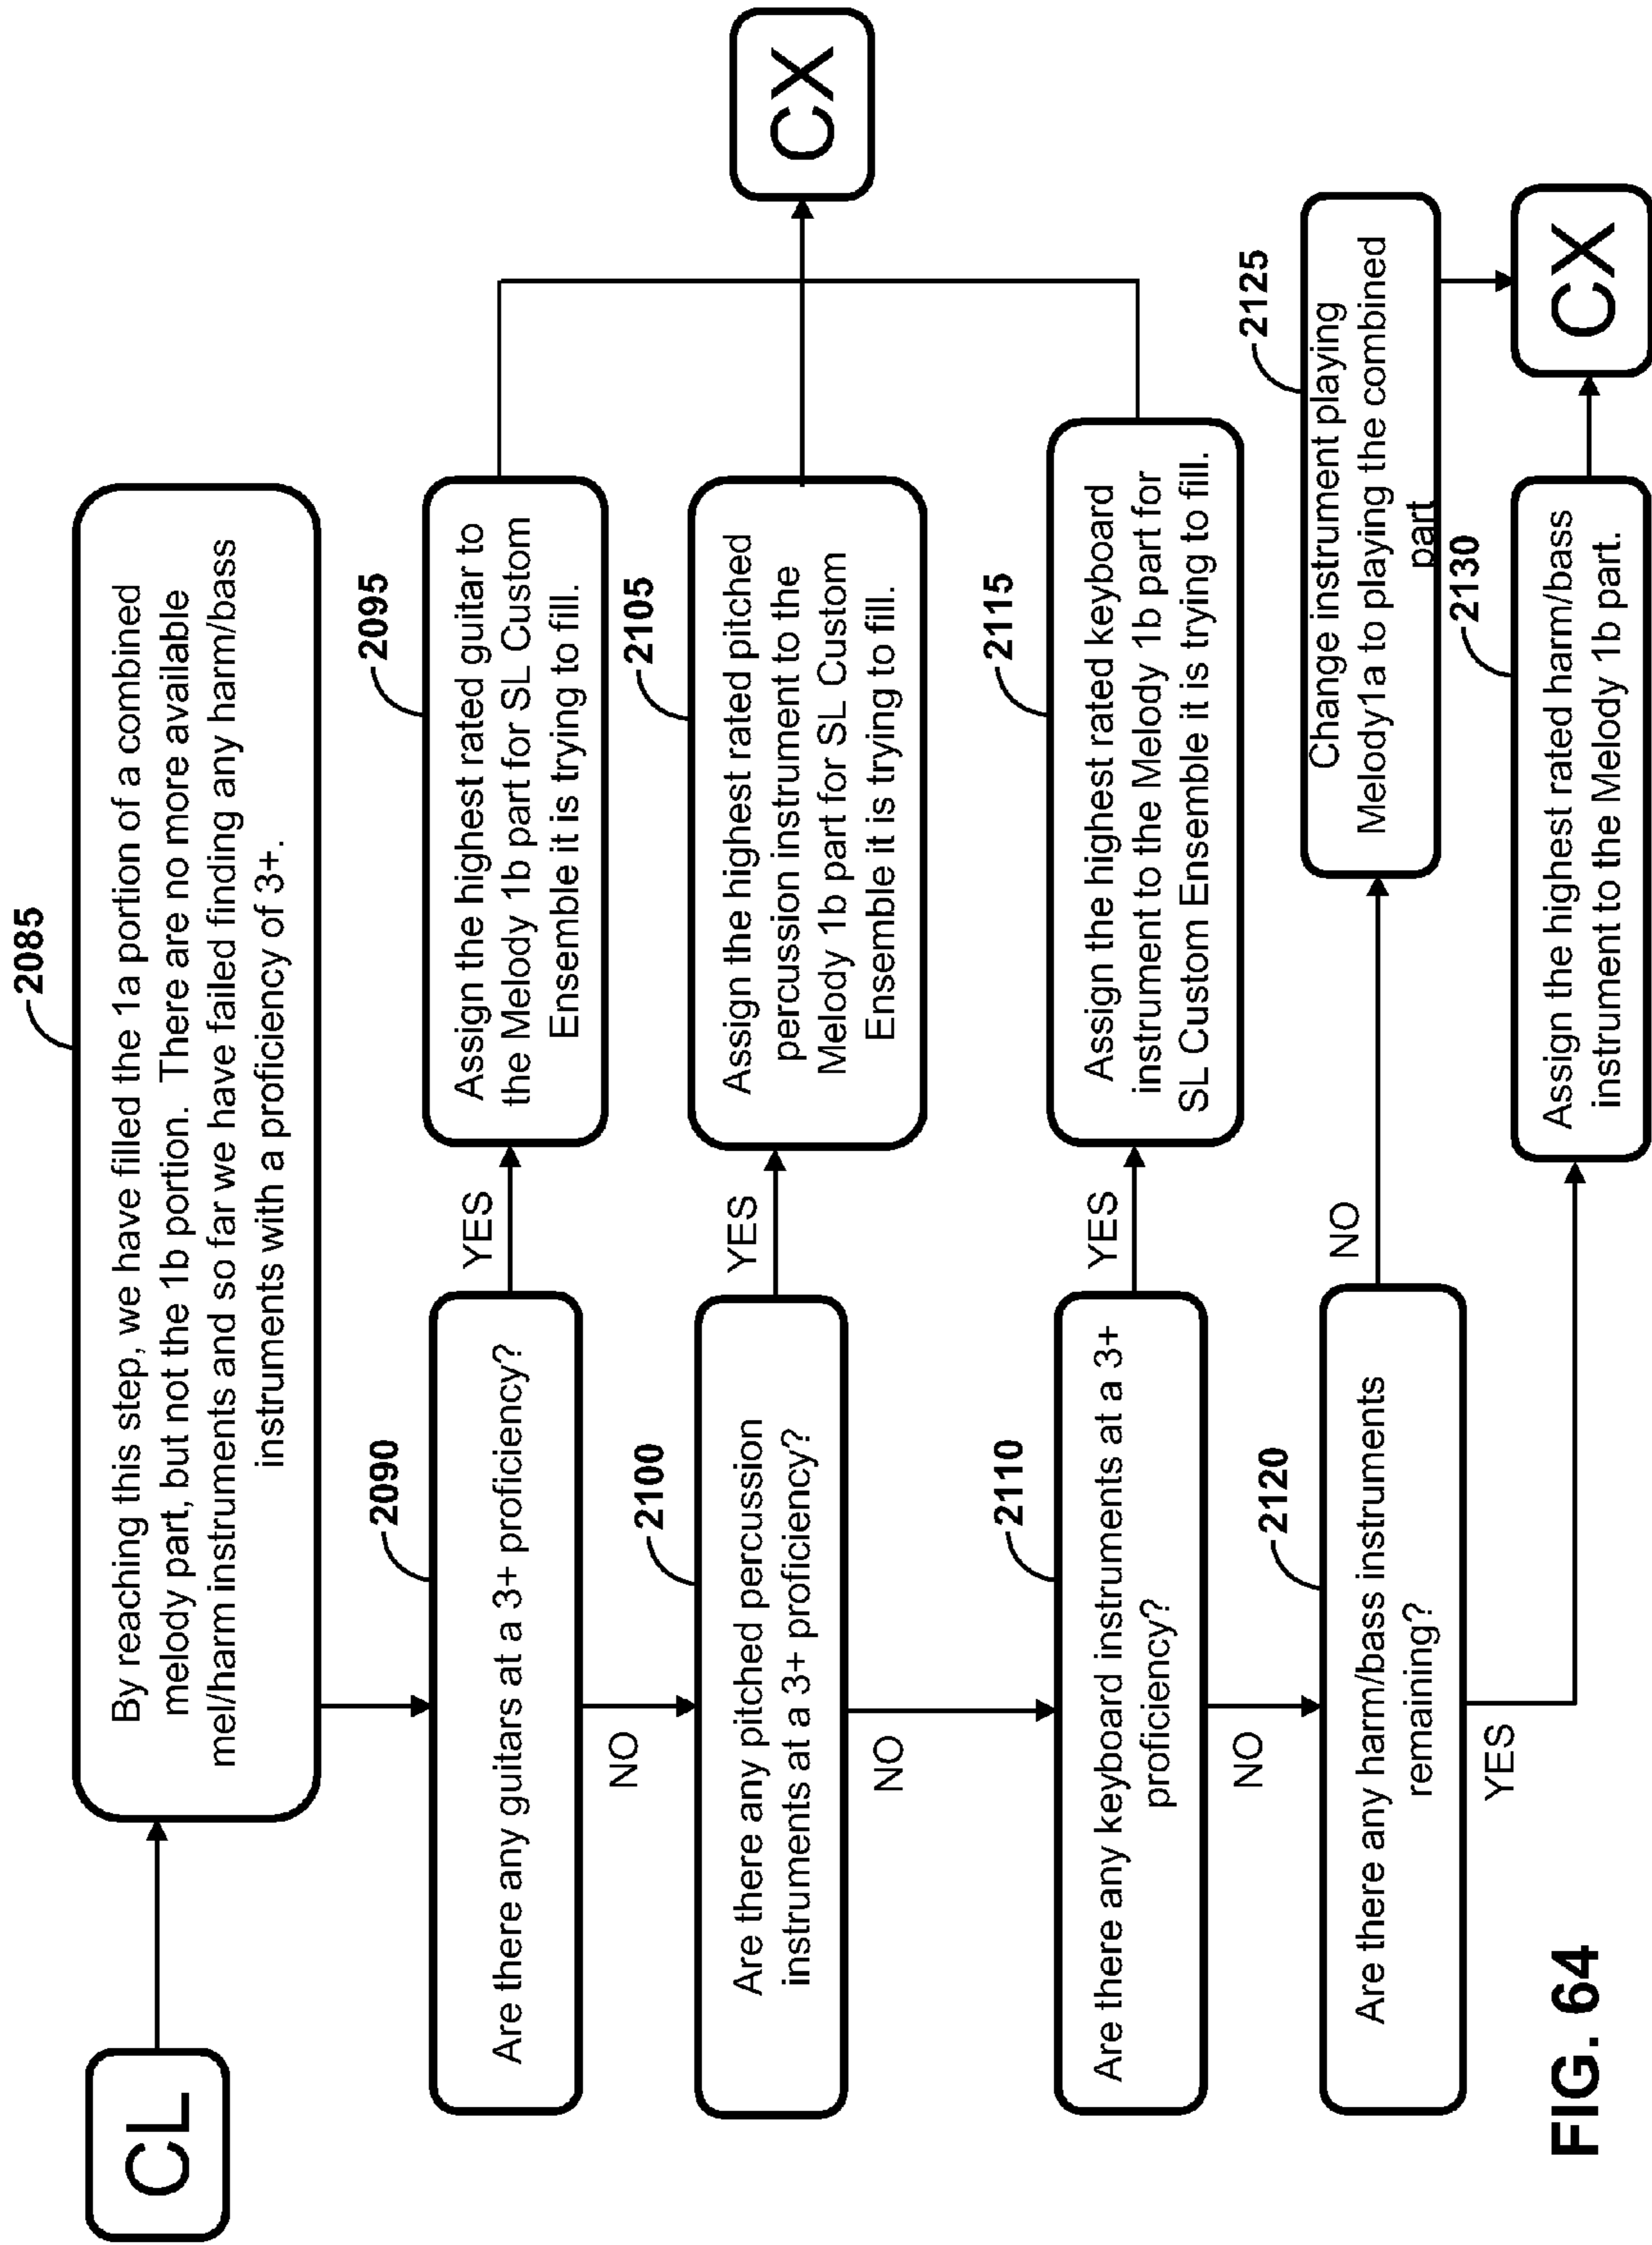 CL
2085
By reaching this step, we have filled the 1a portion of a combined
melody part, but not the 1b portion. There are no more available
mel/harm instruments and so far we have failed finding any harm/bass
instruments with a proficiency of 3+.
2090
Are there any guitars at a 3+ proficiency?
YES
2095
Assign the highest rated guitar to
the Melody 1b part for SL Custom
Ensemble it is trying to fill.
NO
2100
Are there any pitched percussion
instruments at a 3+ proficiency?
YES
2105
Assign the highest rated pitched
percussion instrument to the
Melody 1b part for SL Custom
Ensemble it is trying to fill.
CX
NO
2110
Are there any keyboard instruments at a 3+
proficiency?
YES
2115
Assign the highest rated keyboard
instrument to the Melody 1b part for
SL Custom Ensemble it is trying to fill.
NO
2120
Are there any harm/bass instruments
remaining?
NO
2125
Change instrument playing
Melody1a to playing the combined
part
YES
2130
Assign the highest rated harm/bass
instrument to the Melody 1b part.
CX
FIG. 64